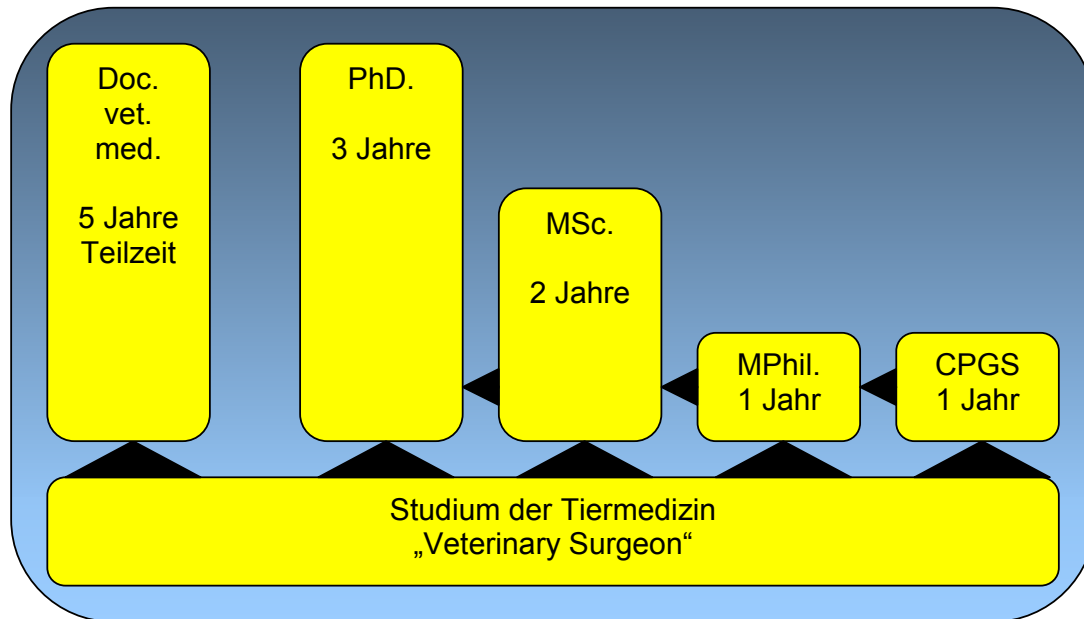 Doc.
vet.
med.
5 Jahre
Teilzeit
PhD.
3 Jahre
MSc.
2 Jahre
MPhil.
1 Jahr
CPGS
1 Jahr
Studium der Tiermedizin
„Veterinary Surgeon“